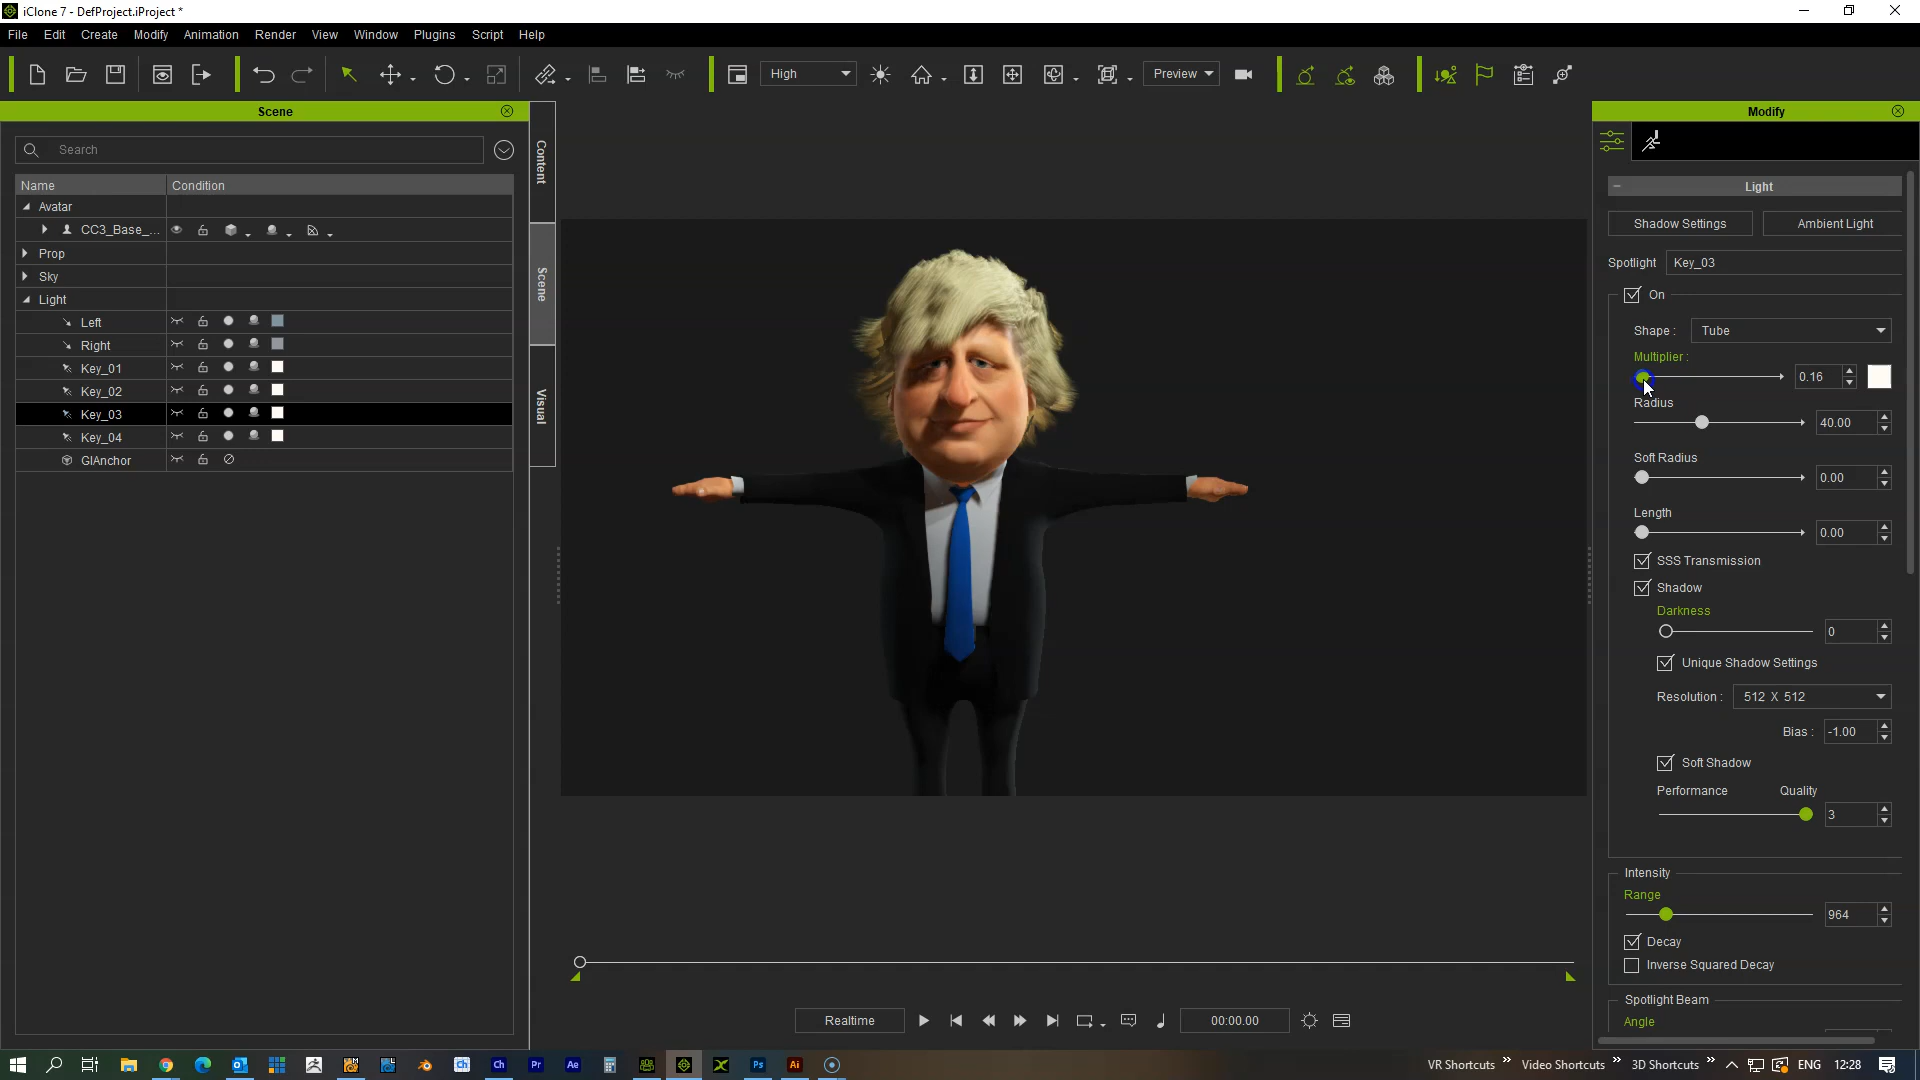 iClone 7 - DefProject.iProject *
File Edit Create Modify Animation Render View Window Plugins Script Help
High Preview
Scene
Search
Name Condition
Avatar
CC3_Base_...
Prop
Sky
Light
Left
Right
Key_01
Key_02
Key_03
Key_04
GIAnchor
Content
Scene
Visual
Modify
Light
Shadow Settings Ambient Light
Spotlight Key_03
On
Shape : Tube
Multiplier :
0.16
Radius
40.00
Soft Radius
0.00
Length
0.00
SSS Transmission
Shadow
Darkness
0
Unique Shadow Settings
Resolution : 512 X 512
Bias : -1.00
Soft Shadow
Performance Quality
3
Intensity
Range
964
Decay
Inverse Squared Decay
Spotlight Beam
Angle
Realtime 00:00.00
VR Shortcuts Video Shortcuts 3D Shortcuts ENG 12:28